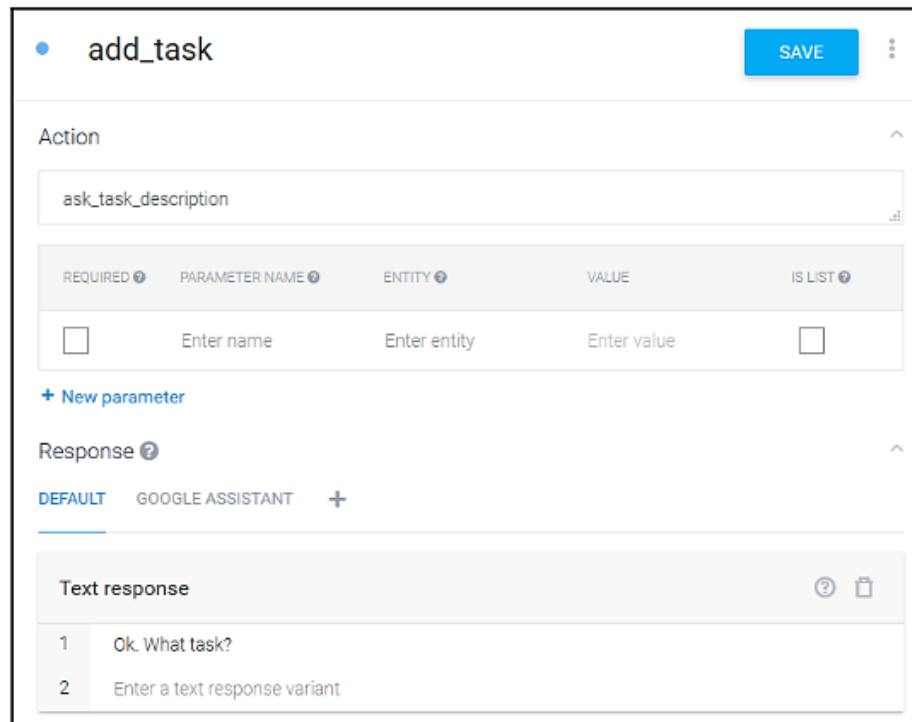 add_task SAVE
Action
ask_task_description
REQUIRED PARAMETER NAME ENTITY VALUE IS LIST
Enter name Enter entity Enter value
+ New parameter
Response
DEFAULT GOOGLE ASSISTANT +
Text response
1 Ok. What task?
2 Enter a text response variant